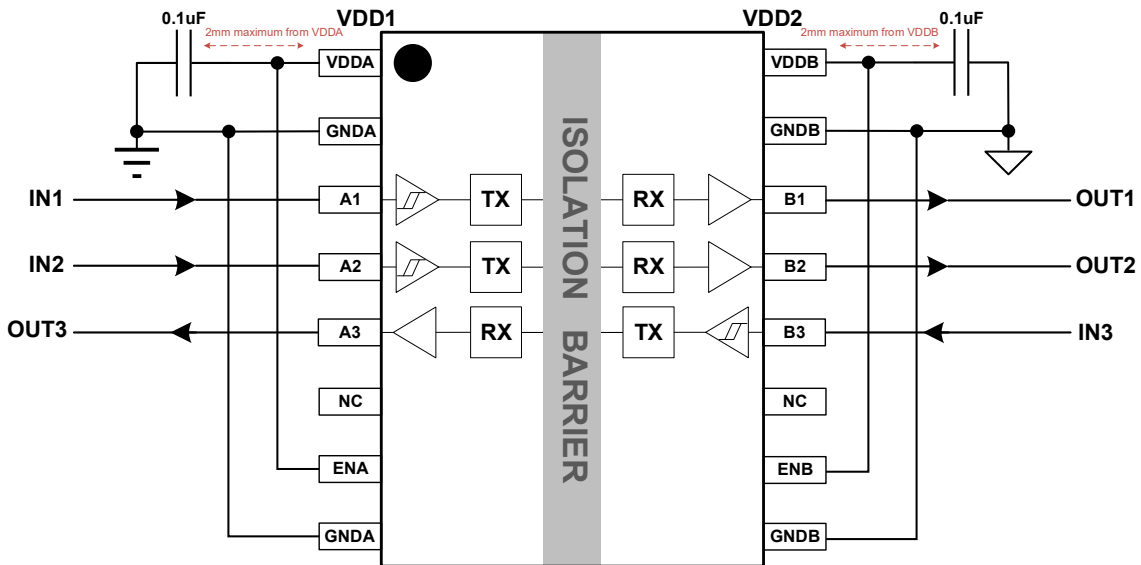 0.1uF
VDD1
VDD2
0.1uF
2mm maximum from VDDA
2mm maximum from VDDB
VDDA
VDDB
GNDA
GNDB
IN1
A1
TX
RX
B1
OUT1
IN2
A2
TX
RX
B2
OUT2
OUT3
A3
RX
TX
B3
IN3
NC
NC
ENA
ENB
GNDA
GNDB
ISOLATION BARRIER